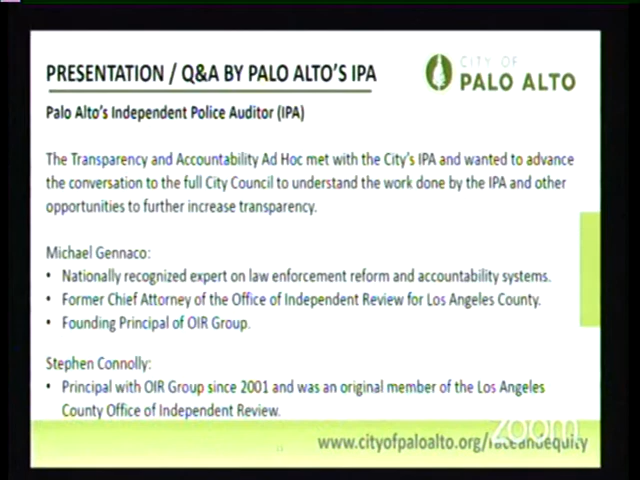 PRESENTATION / Q&A BY PALO ALTO'S IPA
CITY OF
PALO ALTO
Palo Alto's Independent Police Auditor (IPA)
The Transparency and Accountability Ad Hoc met with the City's IPA and wanted to advance
the conversation to the full City Council to understand the work done by the IPA and other
opportunities to further increase transparency.
Michael Gennaco:
• Nationally recognized expert on law enforcement reform and accountability systems.
• Former Chief Attorney of the Office of Independent Review for Los Angeles County.
• Founding Principal of OIR Group.
Stephen Connolly:
• Principal with OIR Group since 2001 and was an original member of the Los Angeles
County Office of Independent Review.
www.cityofpaloalto.org/raceandequity
zoom